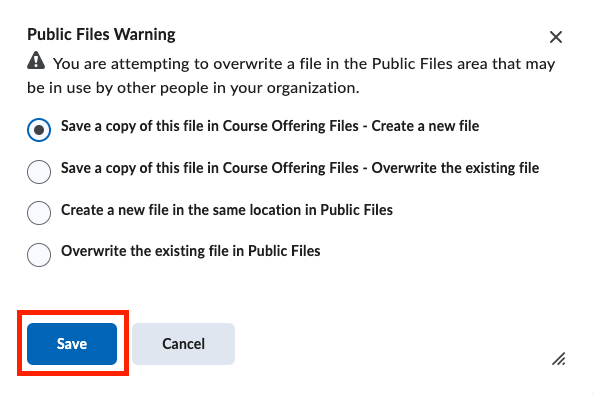 Public Files Warning
You are attempting to overwrite a file in the Public Files area that may
be in use by other people in your organization.
Save a copy of this file in Course Offering Files - Create a new file
Save a copy of this file in Course Offering Files - Overwrite the existing file
Create a new file in the same location in Public Files
Overwrite the existing file in Public Files
Save Cancel